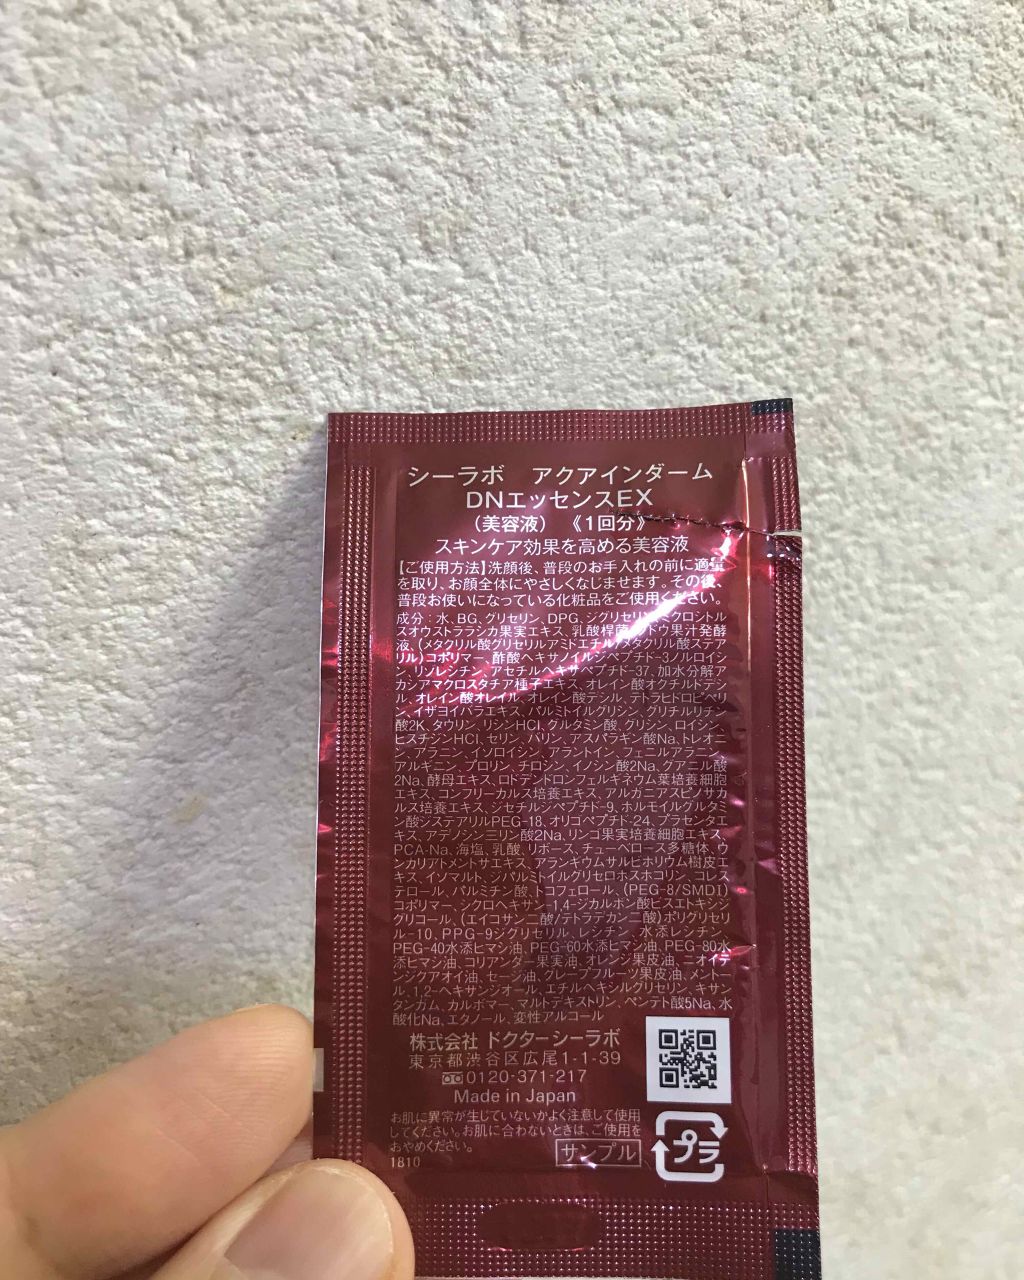 シーラボ アクアインダーム
DNエッセンスEX
(美容液) 《1回分》
スキンケア効果を高める美容液
【ご使用方法】洗顔後、普段のお手入れの前に適量
を取り、お顔全体にやさしくなじませます。その後、
普段お使いになっている化粧品をご使用ください。
成分：水、BG、グリセリン、DPG、ジグリセリン、ミクロシトル
スオウストララシカ果実エキス、乳酸桿菌/ブドウ果汁発酵
液、(メタクリル酸グリセリルアミドエチル/メタクリル酸ステア
リル)コポリマー、酢酸ヘキサノイルジペプチド-3ノルロイシ
ン、リゾレシチン、アセチルヘキサペプチド-37、加水分解ア
カシアマクロスタチア種子エキス、オレイン酸オクチルドデシ
ル、オレイン酸オレイル、オレイン酸デシル、テトラヒドロピペリ
ン、イザヨイバラエキス、パルミトイルグリシン、グリチルリチン
酸2K、タウリン、リシンHCl、グルタミン酸、グリシン、ロイシン、
ヒスチジンHCl、セリン、バリン、アスパラギン酸Na、トレオニ
ン、アラニン、イソロイシン、アラントイン、フェニルアラニン、
アルギニン、プロリン、チロシン、イノシン酸2Na、グアニル酸
2Na、酵母エキス、ロドデンドロンフェルギネウム葉培養細胞
エキス、コンフリーカルス培養エキス、アルガニアスピノサカ
ルス培養エキス、ジセチルジペプチド-9、ホルモイルグルタミ
ン酸ジステアリルPEG-18、オリゴペプチド-24、プラセンタエ
キス、アデノシン三リン酸2Na、リンゴ果実培養細胞エキス、
PCA-Na、海塩、乳酸、リボース、チューベロース多糖体、ウ
ンカリアトメントサエキス、アランギウムサルビホリウム樹皮エ
キス、イソマルト、ジパルミトイルグリセロホスホコリン、コレス
テロール、パルミチン酸、トコフェロール、(PEG-8/SMDI)
コポリマー、シクロヘキサン-1,4-ジカルボン酸ビスエトキシジ
グリコール、(エイコサン二酸/テトラデカン二酸)ポリグリセリ
ル-10、PPG-9ジグリセリル、レシチン、水添レシチン、
PEG-40水添ヒマシ油、PEG-60水添ヒマシ油、PEG-80水
添ヒマシ油、コリアンダー果実油、オレンジ果皮油、ニオイテ
ンジクアオイ油、セージ油、グレープフルーツ果皮油、メントー
ル、1,2-ヘキサンジオール、エチルヘキシルグリセリン、キサン
タンガム、カルボマー、マルトデキストリン、ペンテト酸5Na、水
酸化Na、エタノール、変性アルコール
株式会社 ドクターシーラボ
東京都渋谷区広尾1-1-39
0120-371-217
Made in Japan
お肌に異常が生じていないかよく注意して使用
してください。お肌に合わないときは、ご使用を
おやめください。
サンプル
プラ
1810